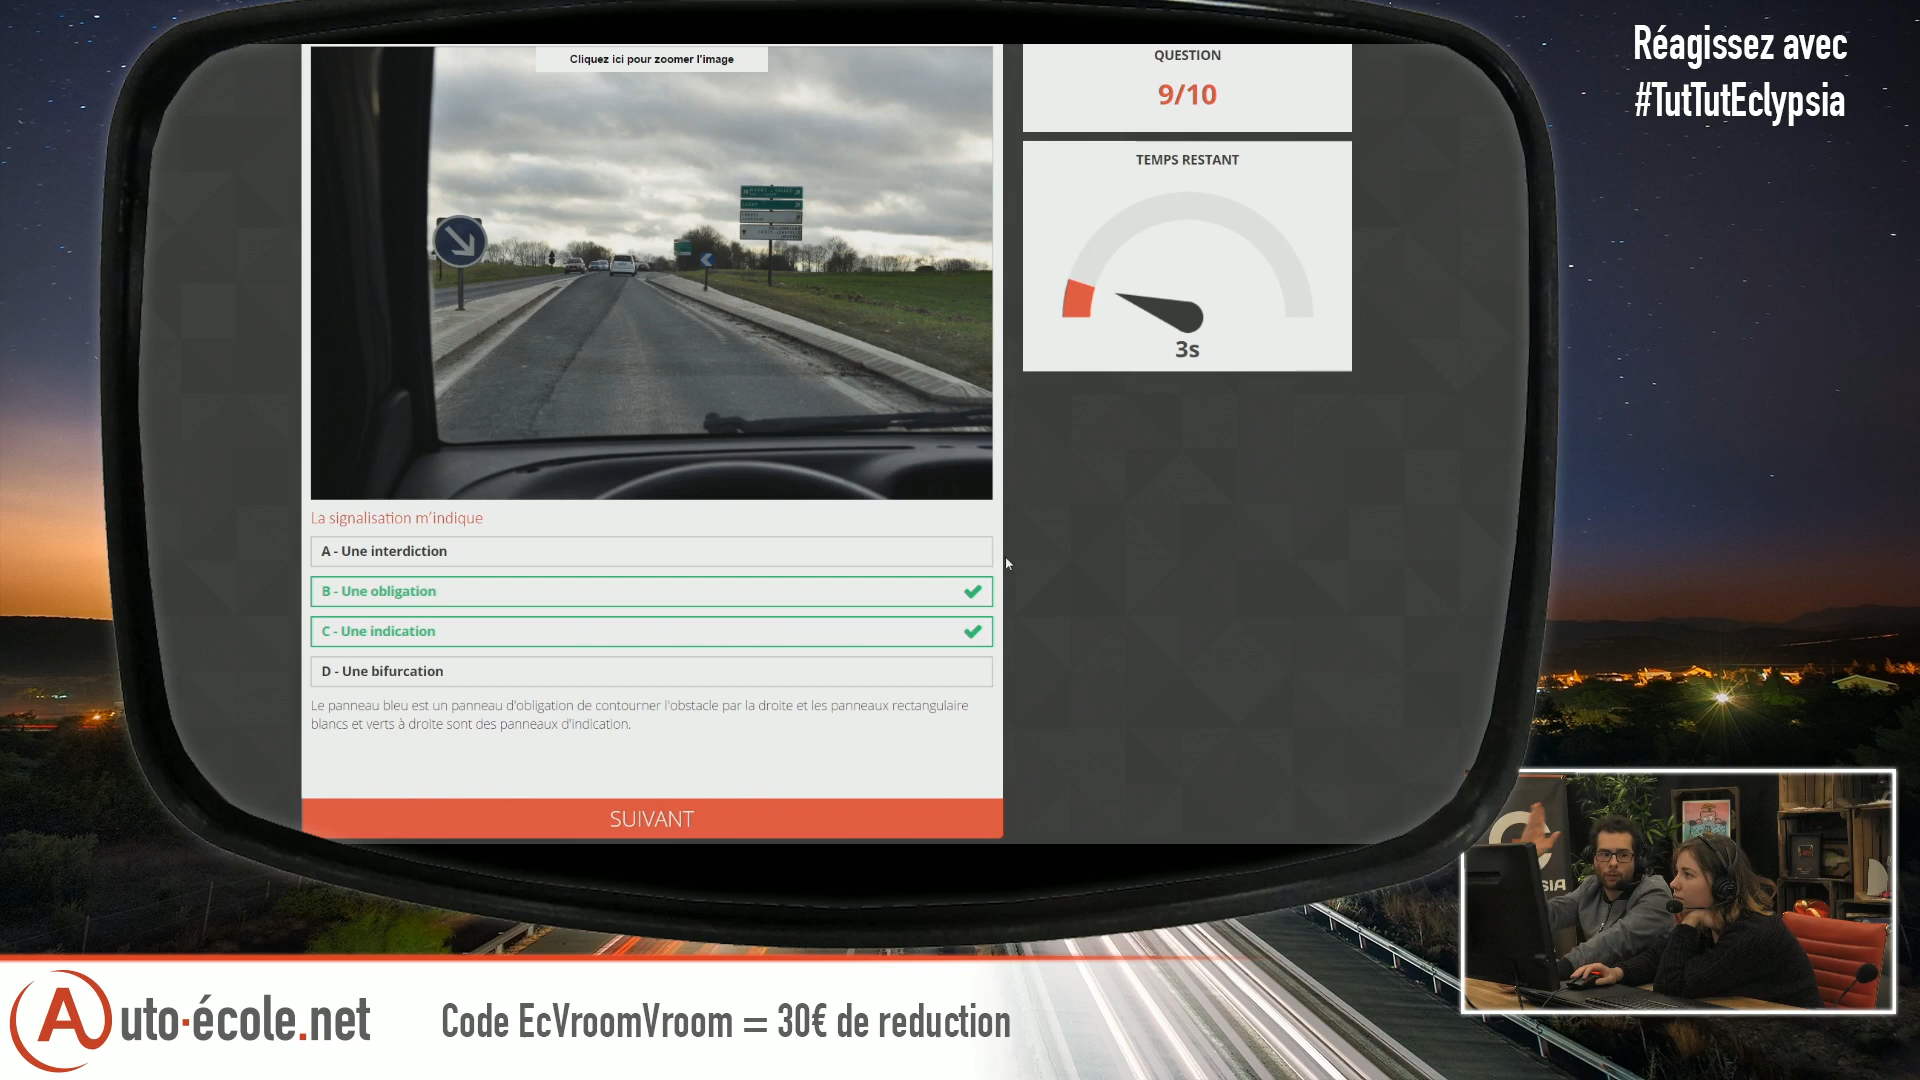 Réagissez avec
#TutTutEclypsia
Cliquez ici pour zoomer l'image
QUESTION
9/10
TEMPS RESTANT
3s
La signalisation m'indique
A - Une interdiction
B - Une obligation
C - Une indication
D - Une bifurcation
Le panneau bleu est un panneau d'obligation de contourner l'obstacle par la droite et les panneaux rectangulaire
blancs et verts à droite sont des panneaux d'indication.
SUIVANT
SIA
Auto·école.net
Code EcVroomVroom = 30€ de reduction